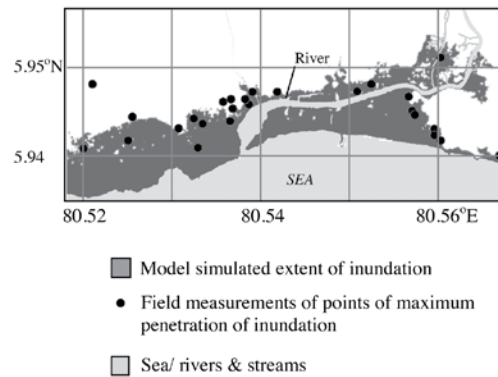 River
5.95°N
5.94
SEA
80.52 80.54 80.56°E
Model simulated extent of inundation
Field measurements of points of maximum
penetration of inundation
Sea/ rivers & streams